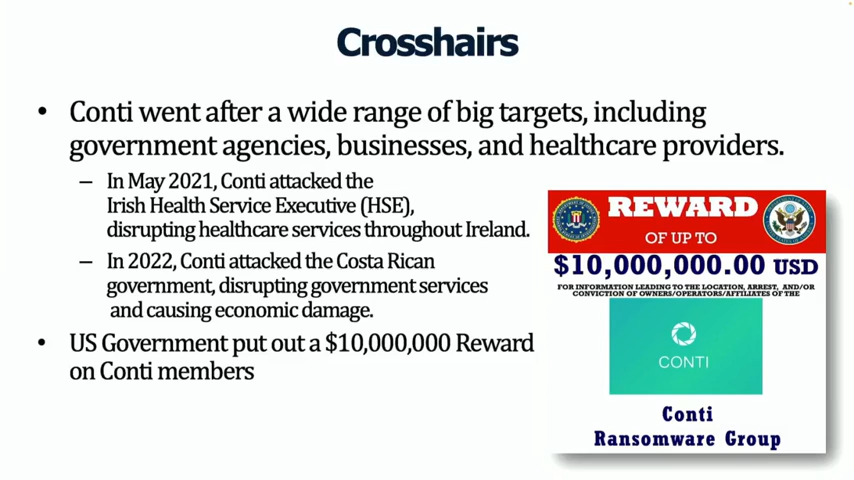 Crosshairs
• Conti went after a wide range of big targets, including
government agencies, businesses, and healthcare providers.
– In May 2021, Conti attacked the
Irish Health Service Executive (HSE),
disrupting healthcare services throughout Ireland.
– In 2022, Conti attacked the Costa Rican
government, disrupting government services
and causing economic damage.
• US Government put out a $10,000,000 Reward
on Conti members
REWARD
OF UP TO
$10,000,000.00 USD
FOR INFORMATION LEADING TO THE LOCATION, ARREST, AND/OR
CONVICTION OF OWNERS/OPERATORS/AFFILIATES OF THE
CONTI
Conti
Ransomware Group